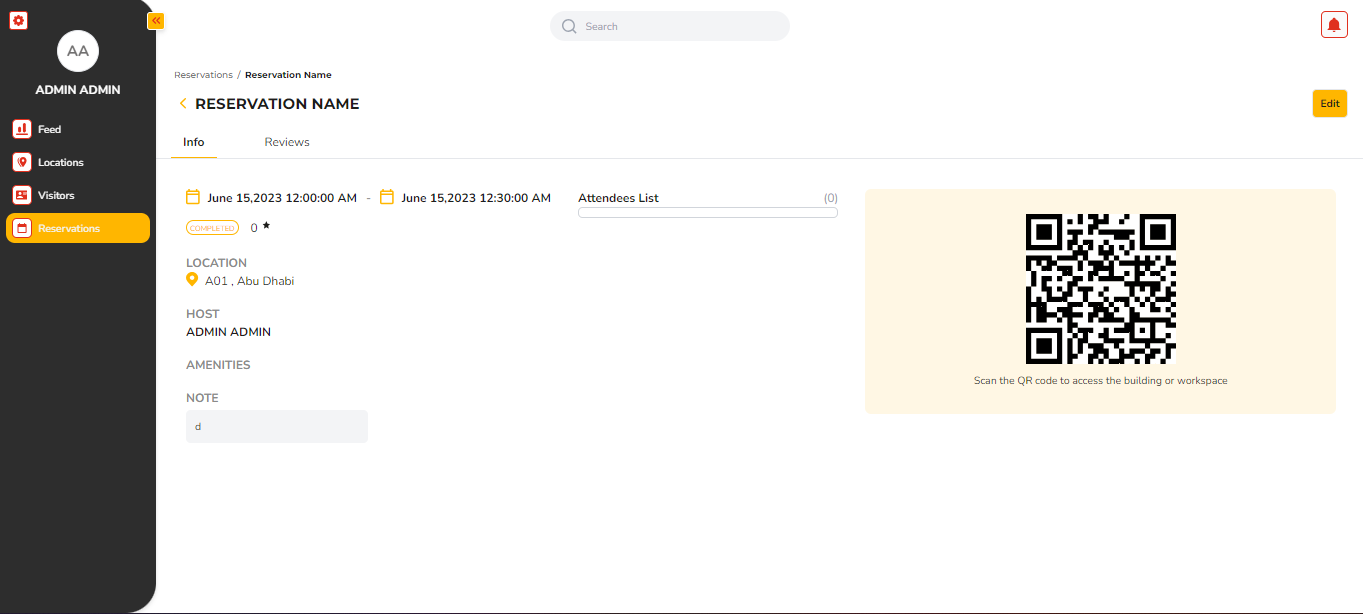 AA
ADMIN ADMIN
Feed
Locations
Visitors
Reservations
Search
Reservations / Reservation Name
RESERVATION NAME
Edit
Info Reviews
June 15,2023 12:00:00 AM - June 15,2023 12:30:00 AM
COMPLETED 0
LOCATION
A01 , Abu Dhabi
HOST
ADMIN ADMIN
AMENITIES
NOTE
d
Attendees List (0)
Scan the QR code to access the building or workspace